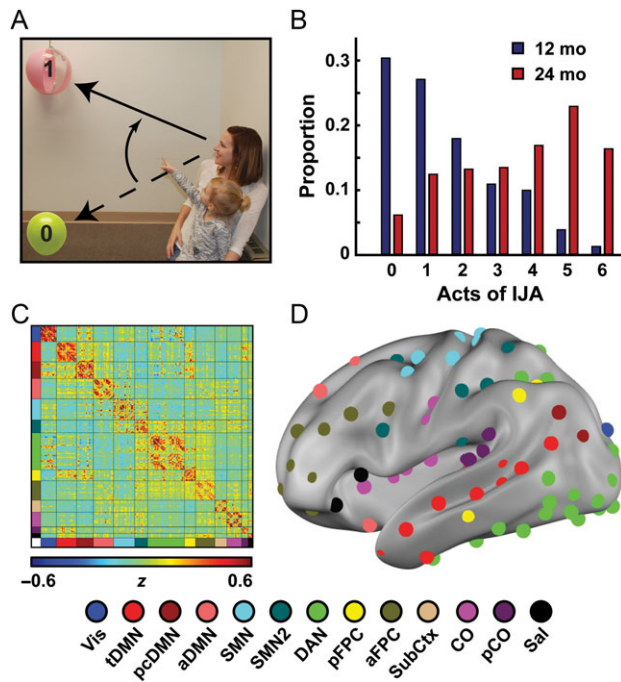 A
1
0
B
0.3
0.2
0.1
0
Proportion
12 mo
24 mo
0 1 2 3 4 5 6
Acts of IJA
C
−0.6 z 0.6
D
Vis
tDMN
pcDMN
aDMN
SMN
SMN2
DAN
pFPC
aFPC
SubCtx
CO
pCO
Sal